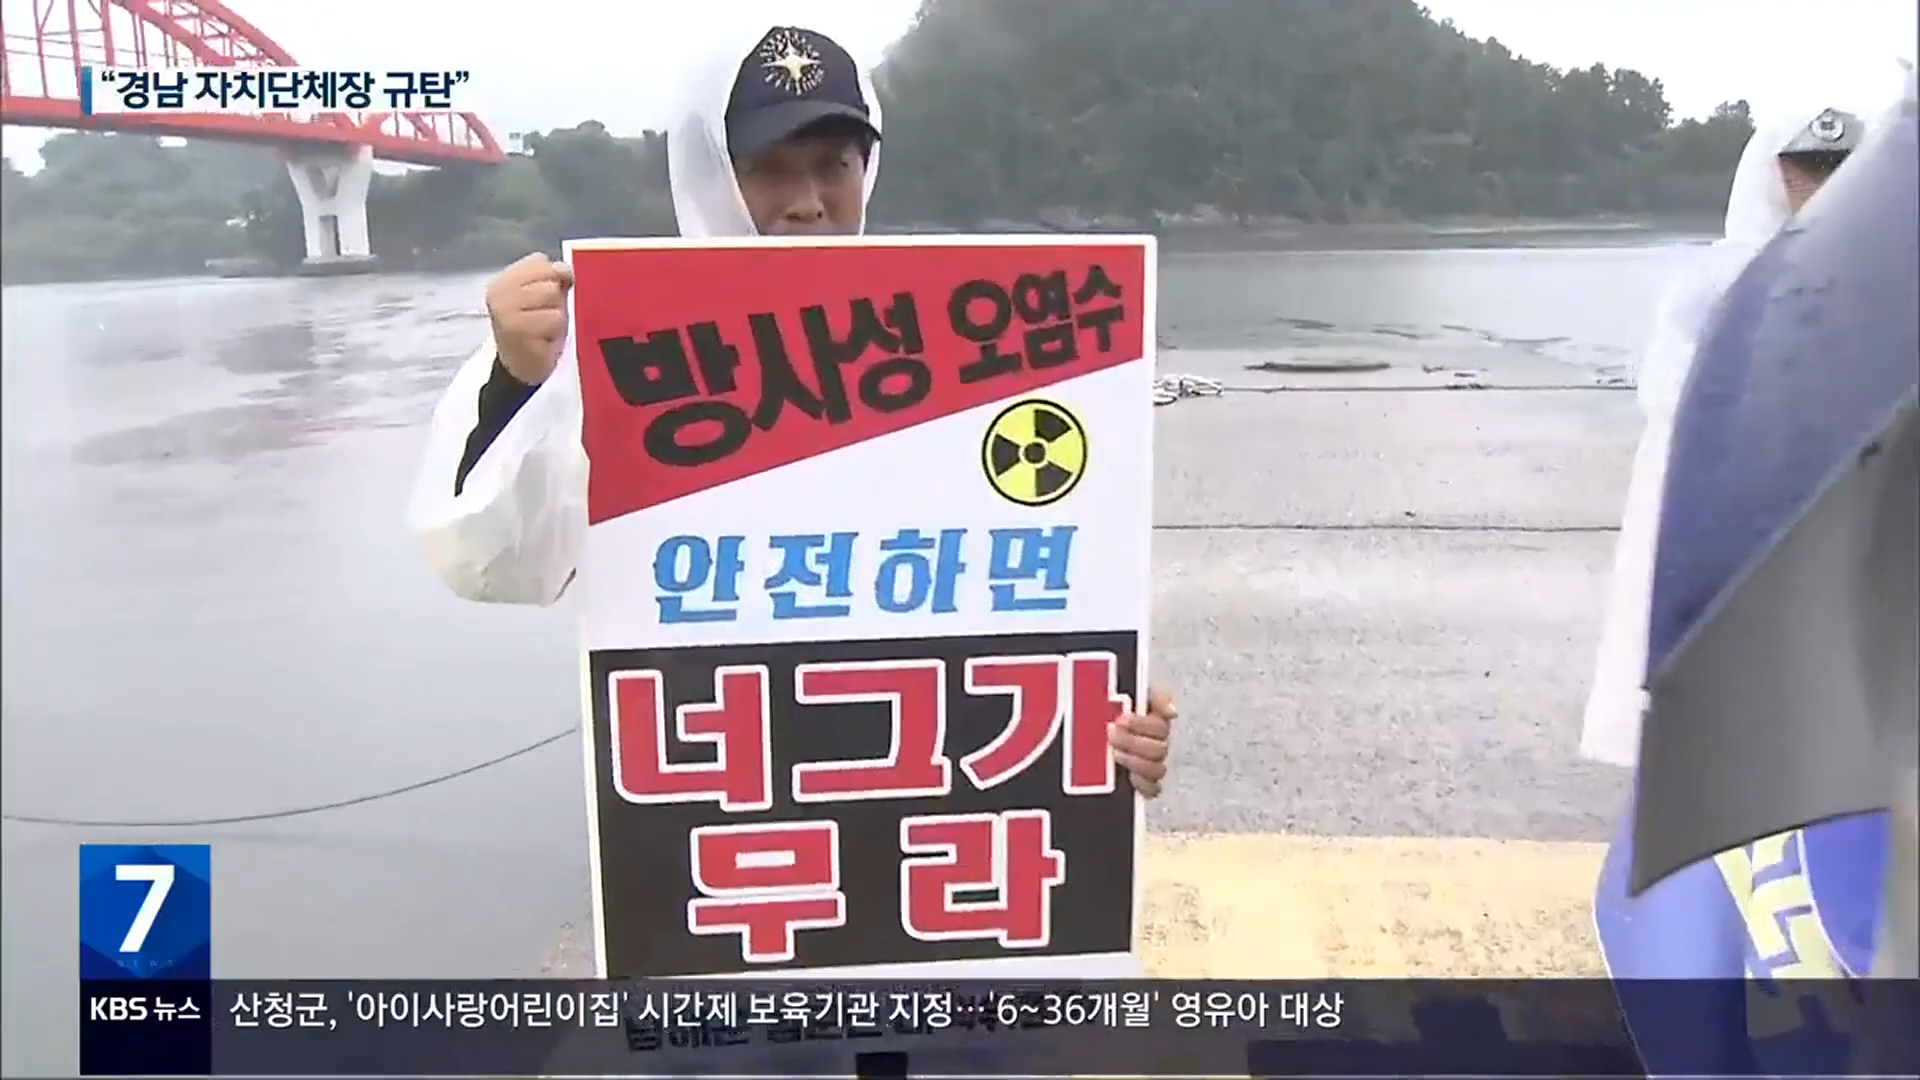 “경남 자치단체장 규탄”
방사성 오염수
안전하면
너그가
무라
7
NEWS
KBS 뉴스
산청군, '아이사랑어린이집' 시간제 보육기관 지정…'6~36개월' 영유아 대상